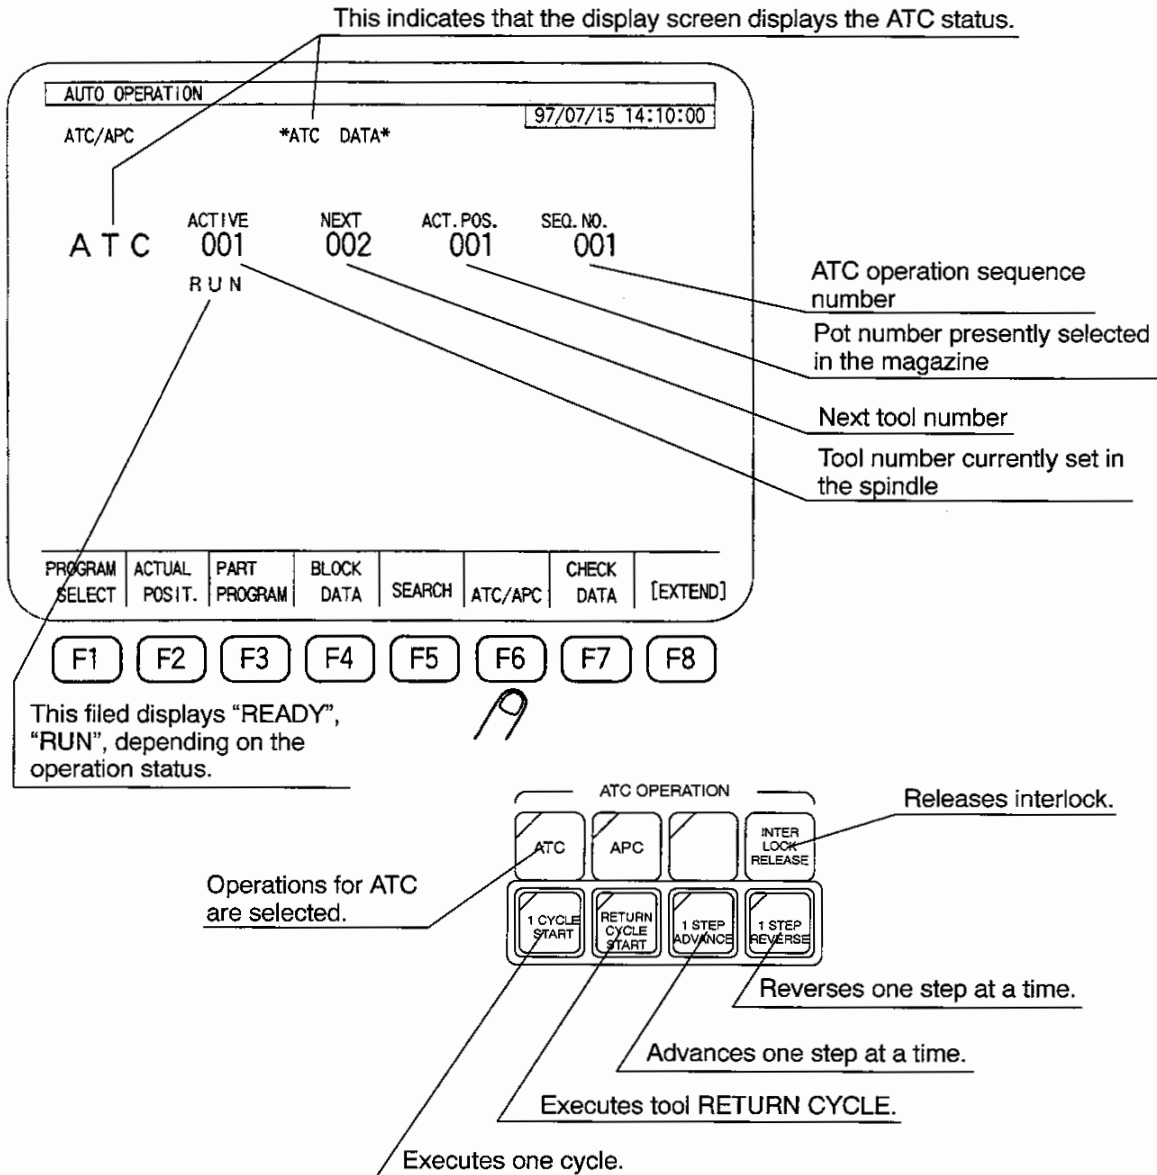 This indicates that the display screen displays the ATC status.
AUTO OPERATION
97/07/15 14:10:00
ATC/APC *ATC DATA*
ACTIVE NEXT ACT.POS. SEQ.NO.
ATC 001 002 001 001
RUN
ATC operation sequence
number
Pot number presently selected
in the magazine
Next tool number
Tool number currently set in
the spindle
PROGRAM ACTUAL PART BLOCK CHECK
SELECT POSIT. PROGRAM DATA SEARCH ATC/APC DATA [EXTEND]
F1 F2 F3 F4 F5 F6 F7 F8
This filed displays “READY”,
“RUN”, depending on the
operation status.
ATC OPERATION
Releases interlock.
ATC
APC
INTER
LOCK
RELEASE
Operations for ATC
are selected.
1 CYCLE
START
RETURN
CYCLE
START
1 STEP
ADVANCE
1 STEP
REVERSE
Reverses one step at a time.
Advances one step at a time.
Executes tool RETURN CYCLE.
Executes one cycle.